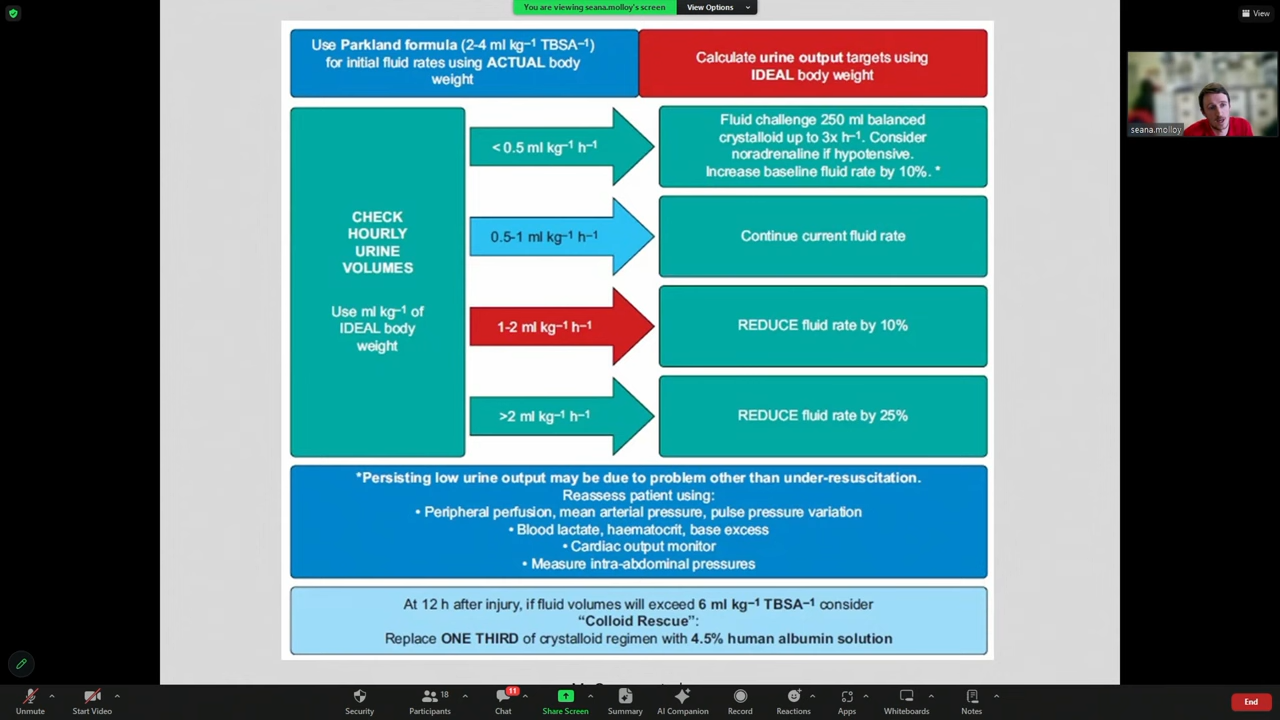 You are viewing seana.molloy's screen
View Options
View
Use Parkland formula (2-4 ml kg⁻¹ TBSA⁻¹)
for initial fluid rates using ACTUAL body
weight
Calculate urine output targets using
IDEAL body weight
CHECK
HOURLY
URINE
VOLUMES
Use ml kg⁻¹ of
IDEAL body
weight
< 0.5 ml kg⁻¹ h⁻¹
Fluid challenge 250 ml balanced
crystalloid up to 3x h⁻¹. Consider
noradrenaline if hypotensive.
Increase baseline fluid rate by 10%. *
0.5-1 ml kg⁻¹ h⁻¹
Continue current fluid rate
1-2 ml kg⁻¹ h⁻¹
REDUCE fluid rate by 10%
>2 ml kg⁻¹ h⁻¹
REDUCE fluid rate by 25%
*Persisting low urine output may be due to problem other than under-resuscitation.
Reassess patient using:
• Peripheral perfusion, mean arterial pressure, pulse pressure variation
• Blood lactate, haematocrit, base excess
• Cardiac output monitor
• Measure intra-abdominal pressures
At 12 h after injury, if fluid volumes will exceed 6 ml kg⁻¹ TBSA⁻¹ consider
“Colloid Rescue”:
Replace ONE THIRD of crystalloid regimen with 4.5% human albumin solution
seana.molloy
Unmute
Start Video
Security
Participants
18
Chat
11
Share Screen
Summary
AI Companion
Record
Reactions
Apps
Whiteboards
Notes
End